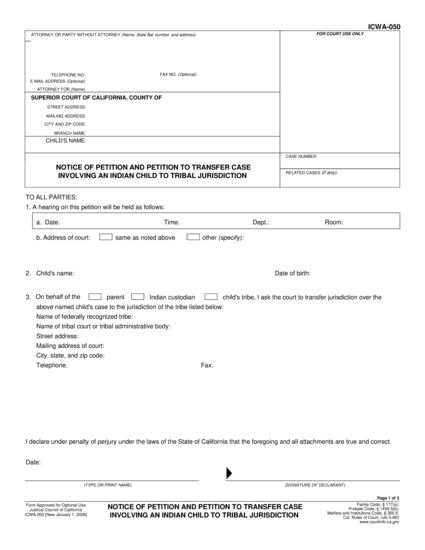 ICWA-050
ATTORNEY OR PARTY WITHOUT ATTORNEY (Name, State Bar number, and address):
FOR COURT USE ONLY
TELEPHONE NO.:
FAX NO. (Optional):
E-MAIL ADDRESS (Optional):
ATTORNEY FOR (Name):
SUPERIOR COURT OF CALIFORNIA, COUNTY OF
STREET ADDRESS:
MAILING ADDRESS:
CITY AND ZIP CODE:
BRANCH NAME:
CHILD'S NAME:
CASE NUMBER:
NOTICE OF PETITION AND PETITION TO TRANSFER CASE
INVOLVING AN INDIAN CHILD TO TRIBAL JURISDICTION
RELATED CASES (if any):
TO ALL PARTIES:
1. A hearing on this petition will be held as follows:
a. Date: Time: Dept.: Room:
b. Address of court: same as noted above other (specify):
2. Child's name: Date of birth:
3. On behalf of the parent Indian custodian child's tribe, I ask the court to transfer jurisdiction over the
above named child's case to the jurisdiction of the tribe listed below:
Name of federally recognized tribe:
Name of tribal court or tribal administrative body:
Street address:
Mailing address of court:
City, state, and zip code:
Telephone: Fax:
I declare under penalty of perjury under the laws of the State of California that the foregoing and all attachments are true and correct.
Date:
(TYPE OR PRINT NAME) (SIGNATURE OF DECLARANT)
Page 1 of 3
Form Approved for Optional Use
Judicial Council of California
ICWA-050 [New January 1, 2008]
NOTICE OF PETITION AND PETITION TO TRANSFER CASE
INVOLVING AN INDIAN CHILD TO TRIBAL JURISDICTION
Family Code, § 177(a);
Probate Code, § 1459.5(b);
Welfare and Institutions Code, § 305.5;
Cal. Rules of Court, rule 5.483
www.courtinfo.ca.gov